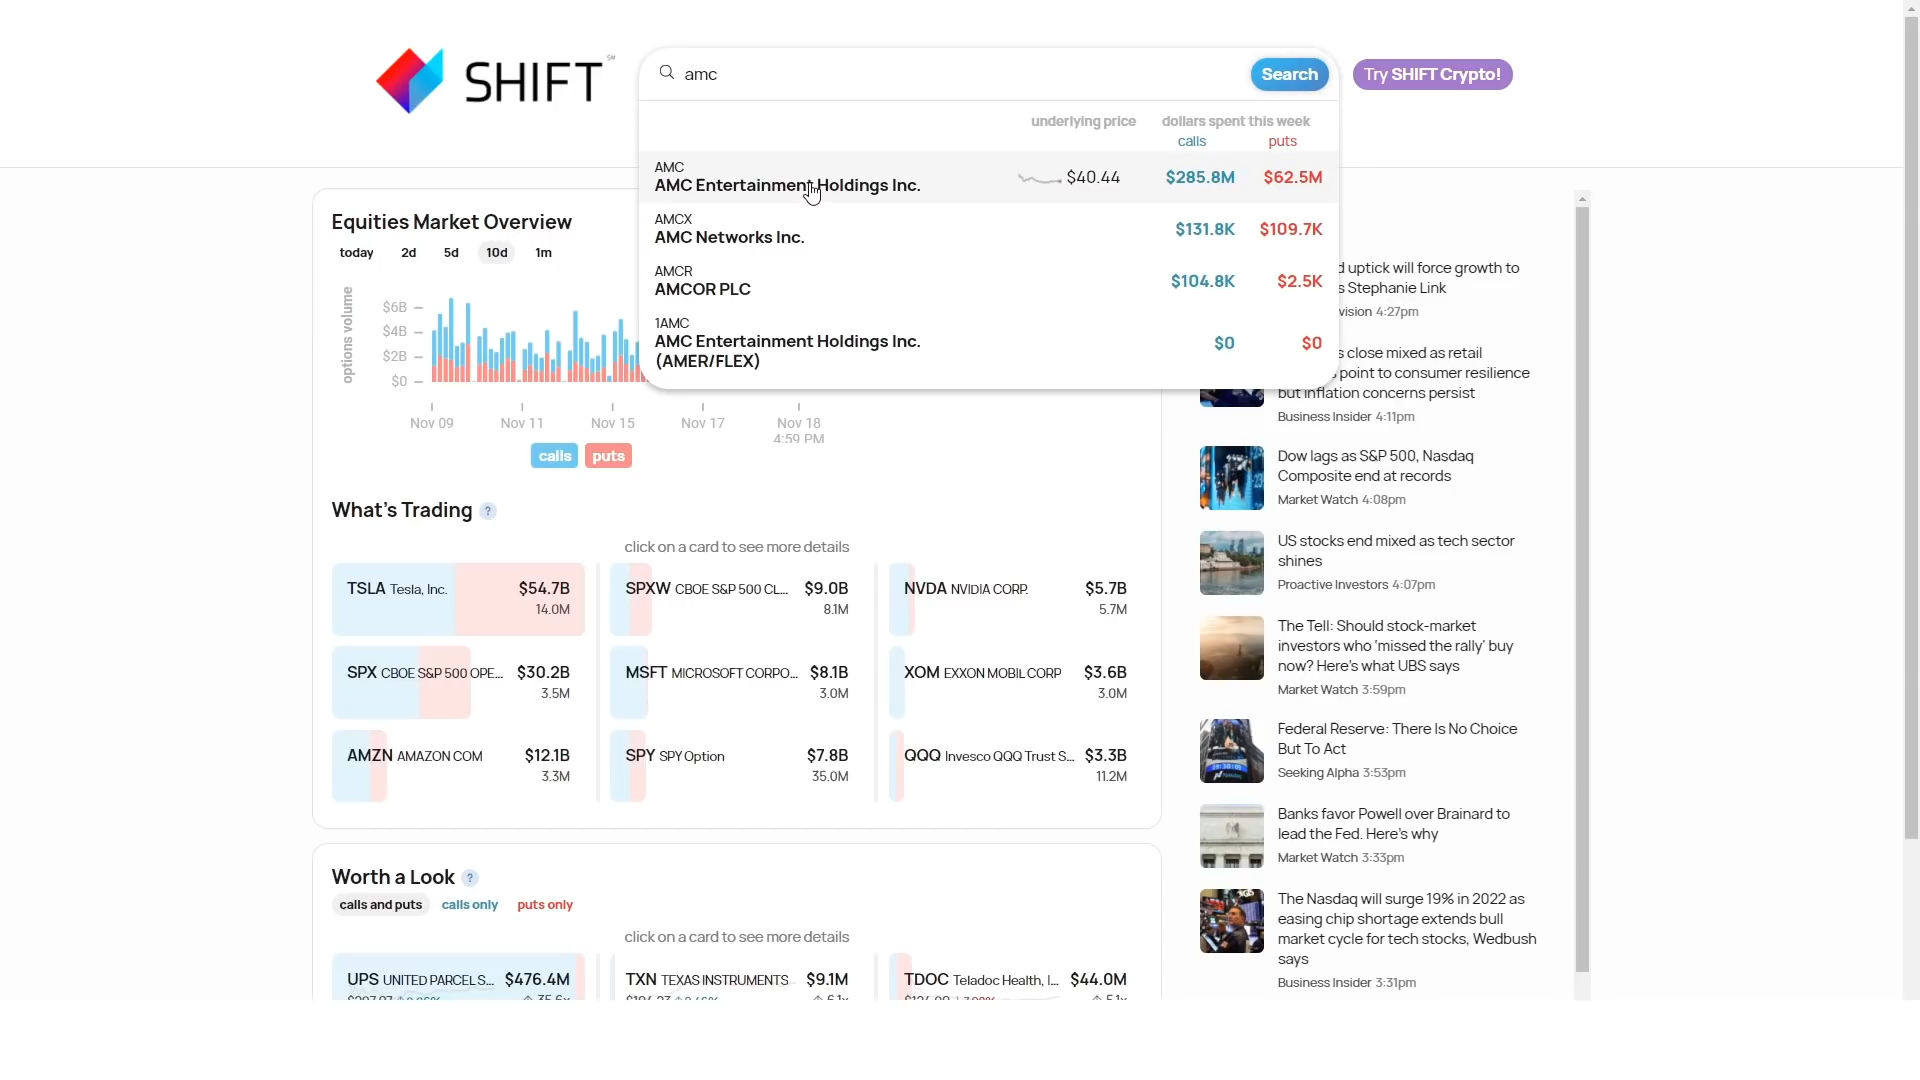 SHIFT
SM
amc
Search
Try SHIFT Crypto!
underlying price
dollars spent this week
calls
puts
AMC
AMC Entertainment Holdings Inc.
$40.44
$285.8M
$62.5M
AMCX
AMC Networks Inc.
$131.8K
$109.7K
AMCR
AMCOR PLC
$104.8K
$2.5K
1AMC
AMC Entertainment Holdings Inc.
(AMER/FLEX)
$0
$0
Equities Market Overview
today 2d 5d 10d 1m
options volume
$6B
$4B
$2B
$0
Nov 09
Nov 11
Nov 15
Nov 17
Nov 18
4:59 PM
calls
puts
What's Trading ?
click on a card to see more details
TSLA Tesla, Inc. $54.7B
14.0M
SPXW CBOE S&P 500 CL... $9.0B
8.1M
NVDA NVIDIA CORP. $5.7B
5.7M
SPX CBOE S&P 500 OPE... $30.2B
3.5M
MSFT MICROSOFT CORPO... $8.1B
3.0M
XOM EXXON MOBIL CORP $3.6B
3.0M
AMZN AMAZON COM $12.1B
3.3M
SPY SPY Option $7.8B
35.0M
QQQ Invesco QQQ Trust S... $3.3B
11.2M
Worth a Look ?
calls and puts calls only puts only
click on a card to see more details
UPS UNITED PARCEL S... $476.4M
TXN TEXAS INSTRUMENTS $9.1M
TDOC Teladoc Health, I... $44.0M
uptick will force growth to
Stephanie Link
4:27pm
close mixed as retail
point to consumer resilience
but inflation concerns persist
Business Insider 4:11pm
Dow lags as S&P 500, Nasdaq
Composite end at records
Market Watch 4:08pm
US stocks end mixed as tech sector
shines
Proactive Investors 4:07pm
The Tell: Should stock-market
investors who ‘missed the rally’ buy
now? Here's what UBS says
Market Watch 3:59pm
Federal Reserve: There Is No Choice
But To Act
Seeking Alpha 3:53pm
Banks favor Powell over Brainard to
lead the Fed. Here's why
Market Watch 3:33pm
The Nasdaq will surge 19% in 2022 as
easing chip shortage extends bull
market cycle for tech stocks, Wedbush
says
Business Insider 3:31pm